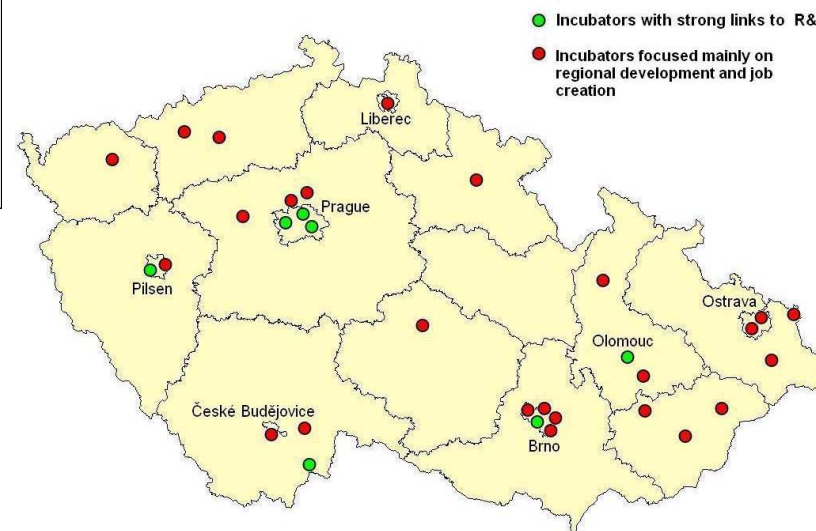 Incubators with strong links to R&
Incubators focused mainly on
regional development and job
creation
Liberec
Prague
Pilsen
Ostrava
Olomouc
České Budějovice
Brno